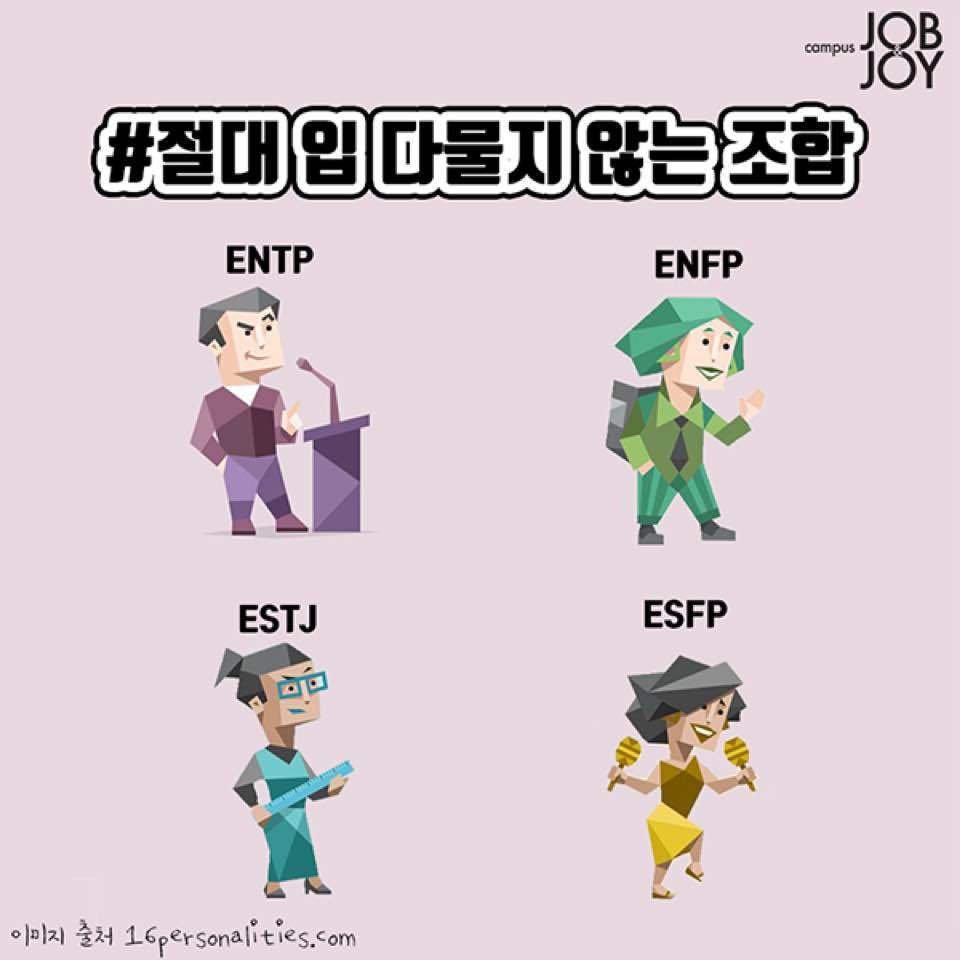 campus JOB
&
JOY
#절대 입 다물지 않는 조합
ENTP
ENFP
ESTJ
ESFP
이미지 출처 16personalities.com